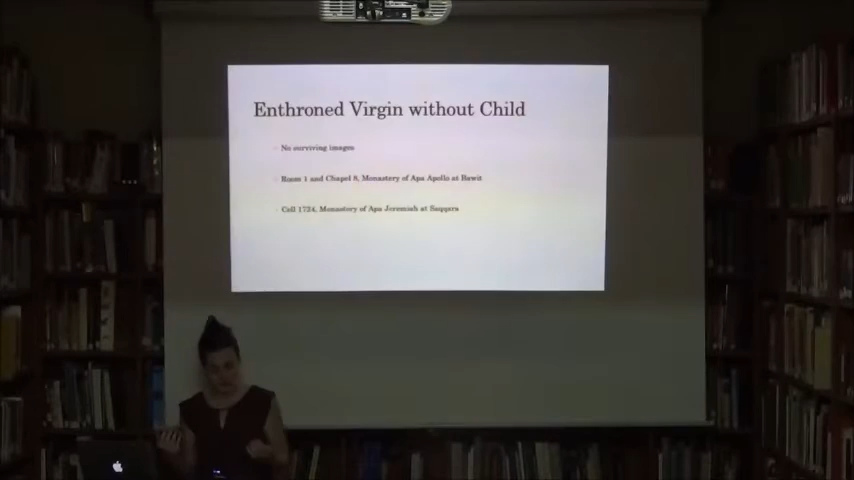 Enthroned Virgin without Child
No surviving images
Room 1 and Chapel 8, Monastery of Apa Apollo at Bawit
Cell 1724, Monastery of Apa Jeremiah at Saqqara